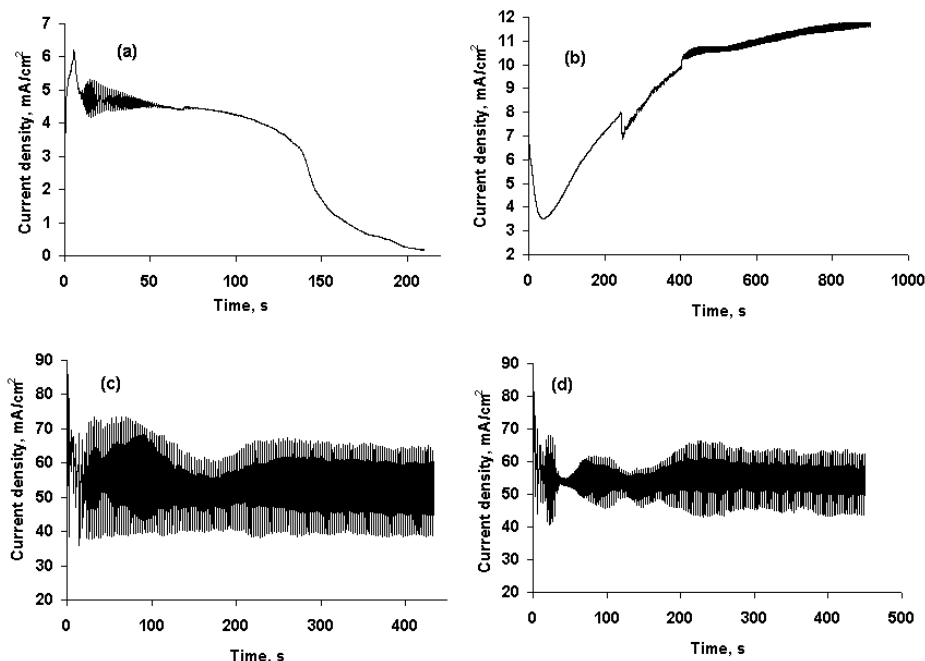 (a)
Current density, mA/cm²
7
6
5
4
3
2
1
0
0 50 100 150 200
Time, s
(b)
Current density, mA/cm²
12
11
10
9
8
7
6
5
4
3
2
0 200 400 600 800 1000
Time, s
(c)
Current density, mA/cm²
90
80
70
60
50
40
30
20
0 100 200 300 400
Time, s
(d)
Current density, mA/cm²
90
80
70
60
50
40
30
20
0 100 200 300 400 500
Time, s